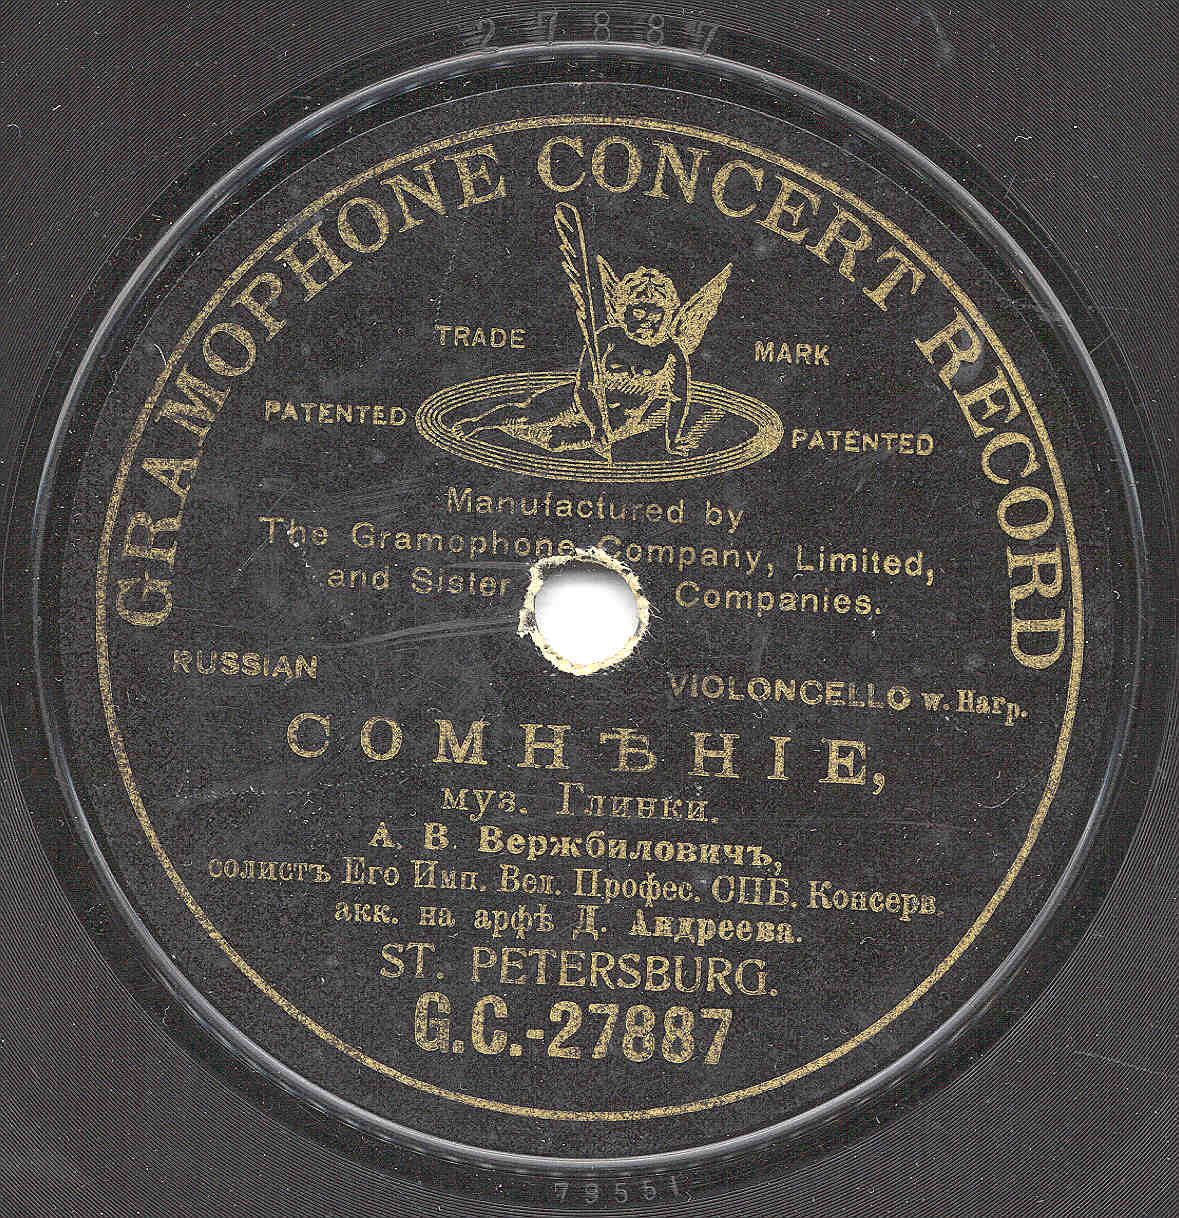 27887
GRAMOPHONE CONCERT RECORD
TRADE MARK
PATENTED PATENTED
Manufactured by
The Gramophone Company, Limited,
and Sister Companies.
RUSSIAN
VIOLONCELLO w. Harp.
СОМНѢНІЕ,
муз. Глинки.
А. В. Вержбиловичъ,
солистъ Его Имп. Вел. Профес. СПБ. Консерв.
акк. на арфѣ Д. Андреева.
ST. PETERSBURG.
G.C.-27887